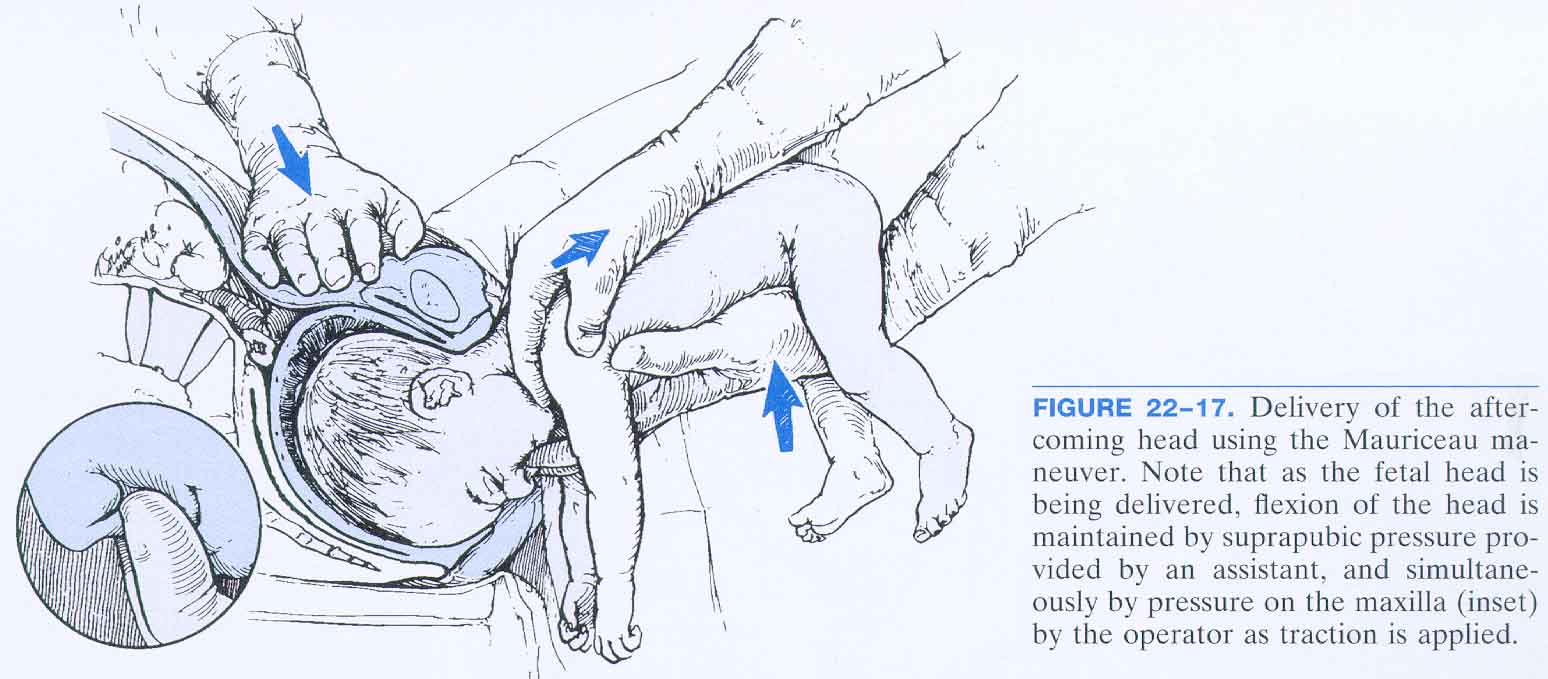 FIGURE 22–17. Delivery of the after-
coming head using the Mauriceau ma-
neuver. Note that as the fetal head is
being delivered, flexion of the head is
maintained by suprapubic pressure pro-
vided by an assistant, and simultane-
ously by pressure on the maxilla (inset)
by the operator as traction is applied.